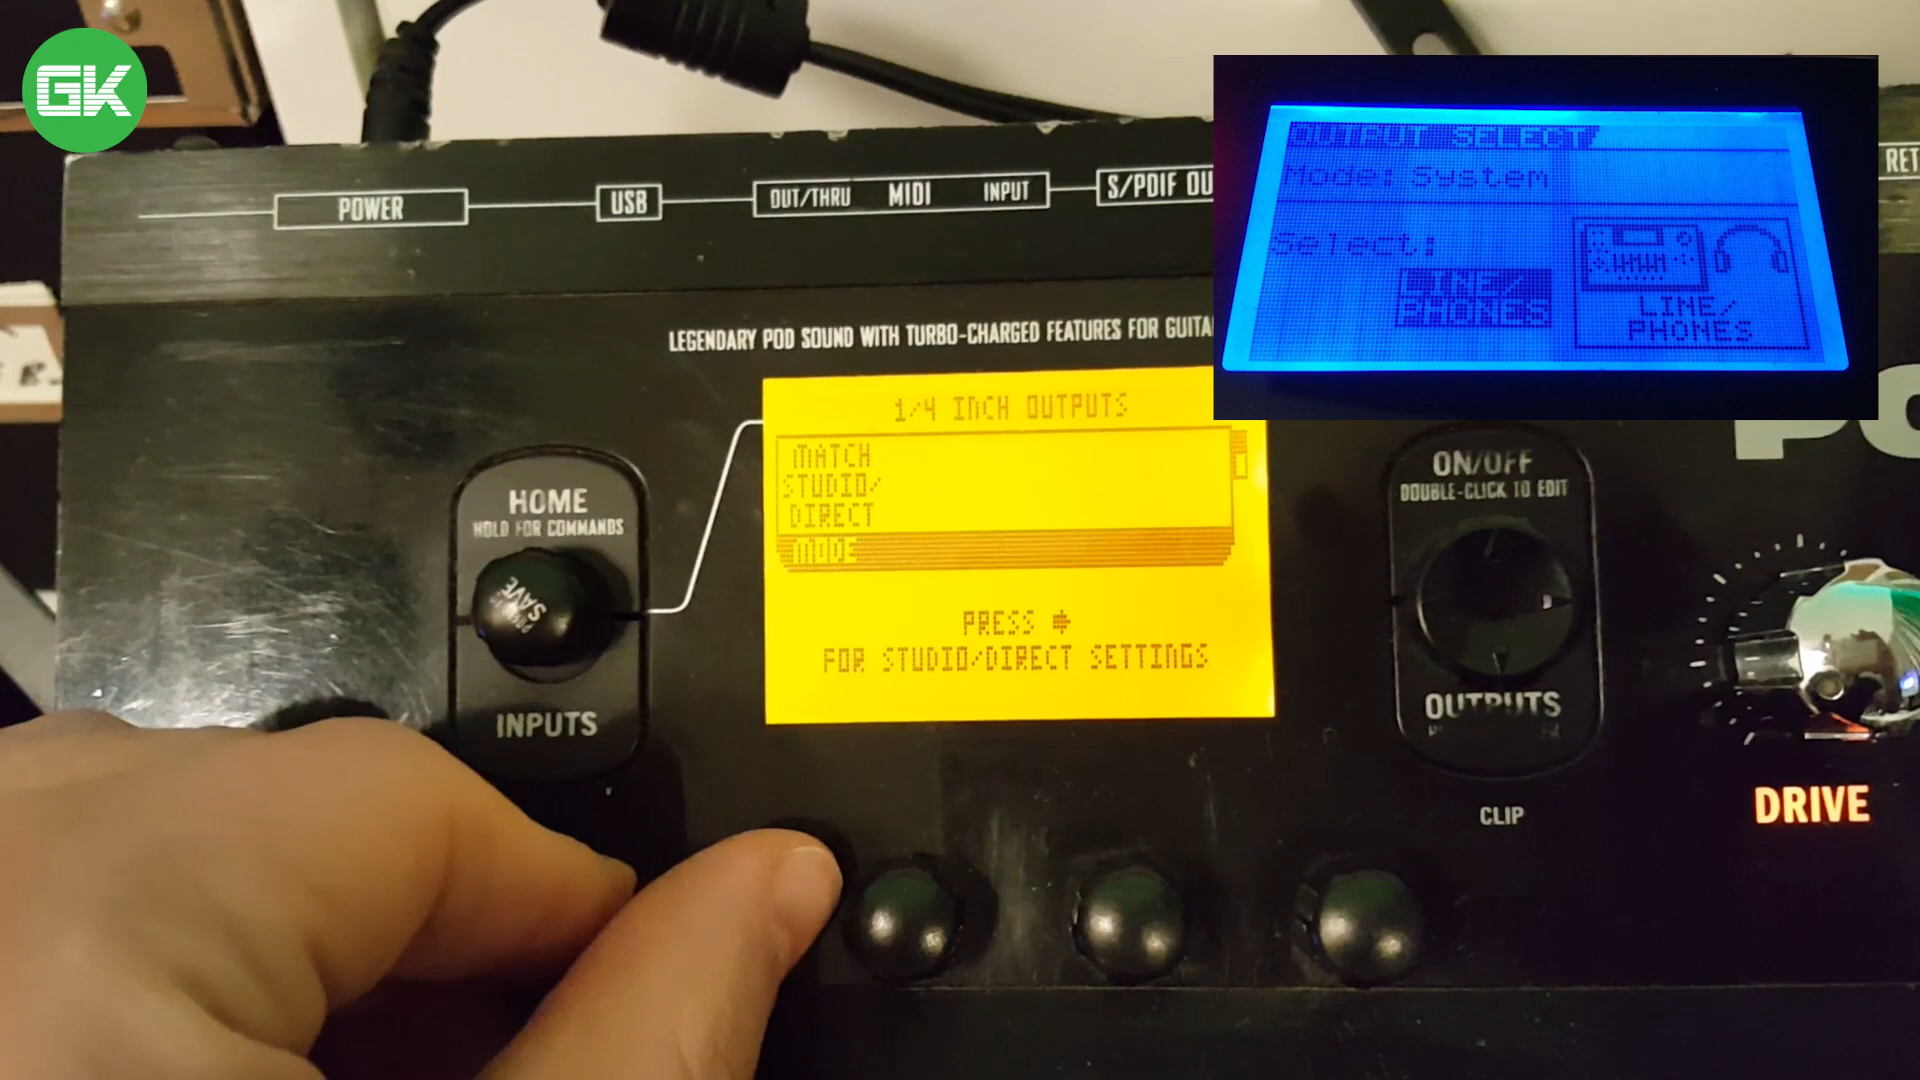 GK
POWER
USB
OUT/THRU MIDI INPUT
S/PDIF OU
RET
LEGENDARY POD SOUND WITH TURBO-CHARGED FEATURES FOR GUITA
OUTPUT SELECT
Mode: System
Select:
LINE/
PHONES
LINE/
PHONES
HOME
HOLD FOR COMMANDS
SAVE
INPUTS
1/4 INCH OUTPUTS
MATCH
STUDIO/
DIRECT
MODE
PRESS
FOR STUDIO/DIRECT SETTINGS
ON/OFF
DOUBLE-CLICK TO EDIT
OUTPUTS
CLIP
PO
DRIVE